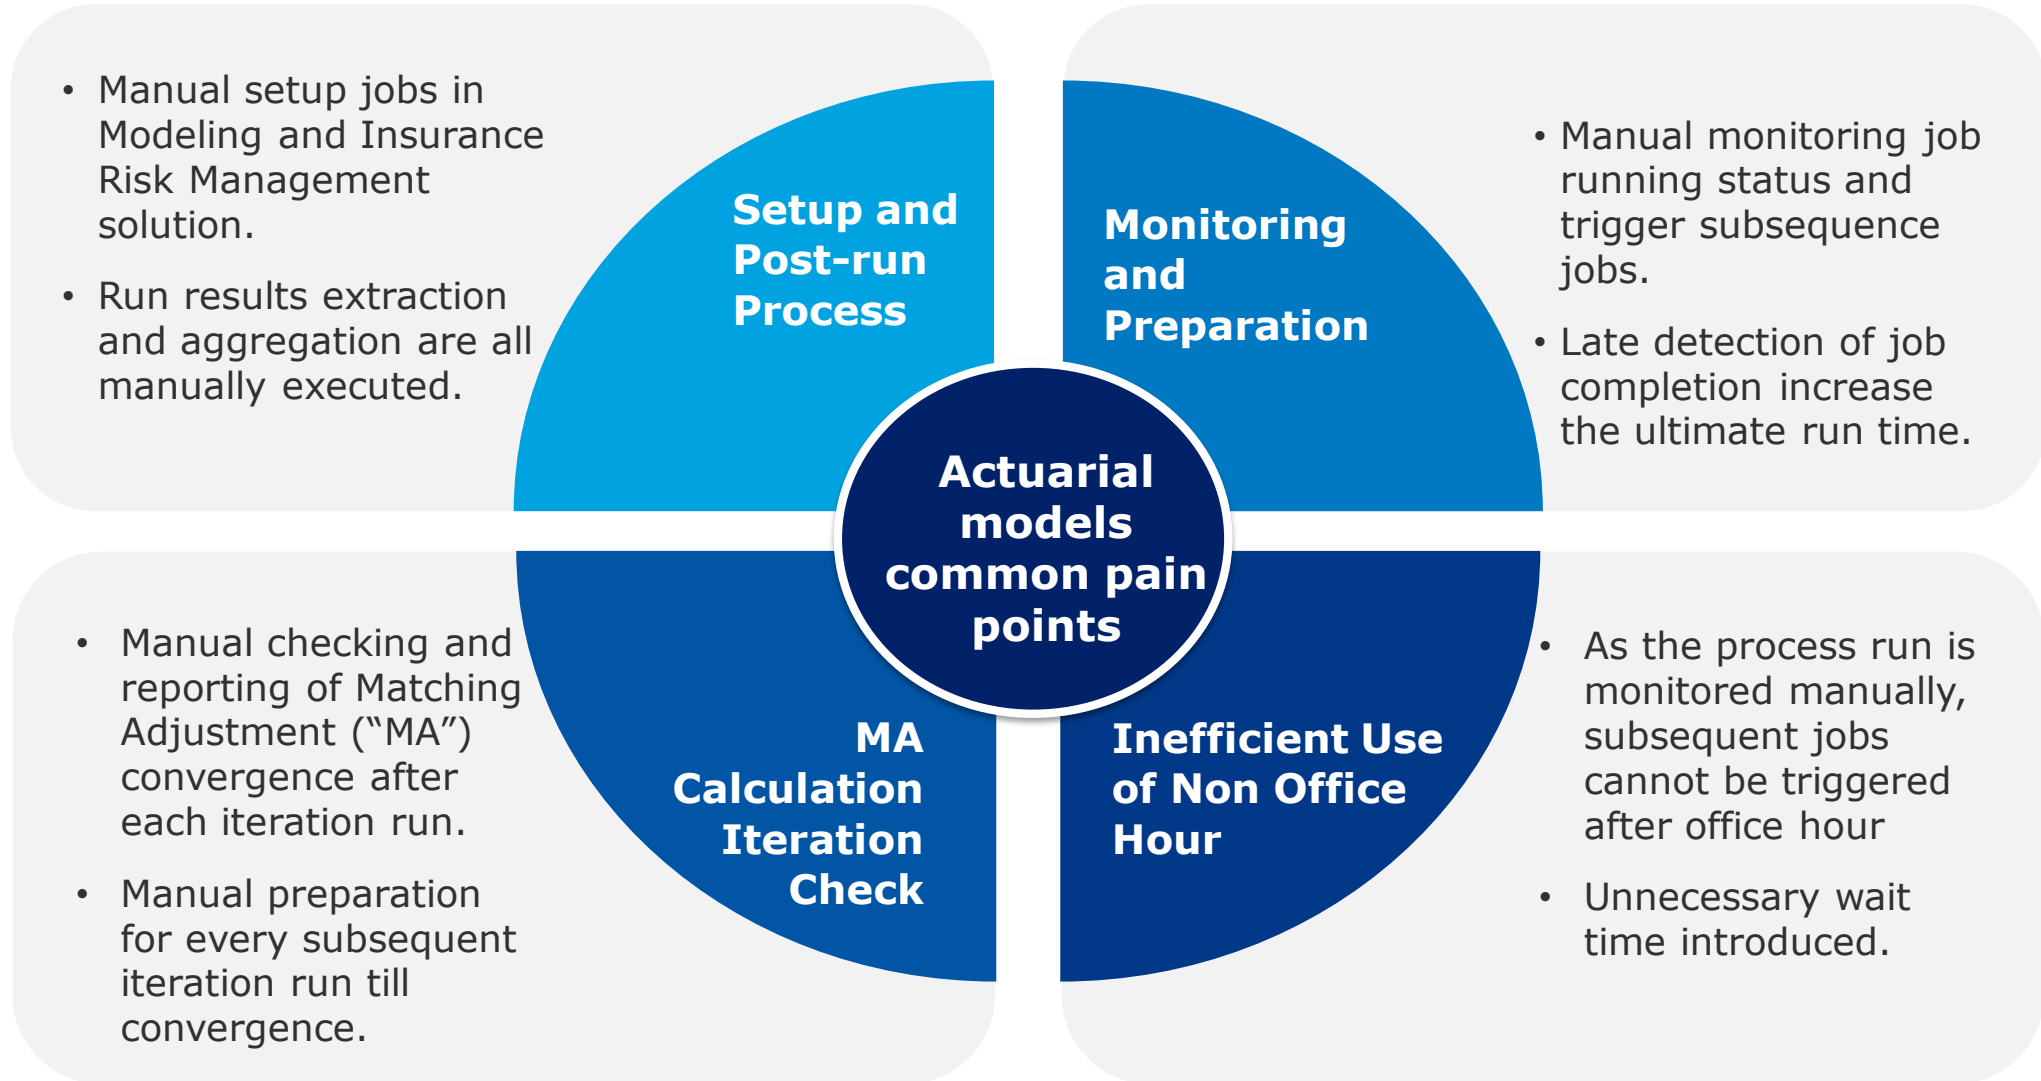 • Manual setup jobs in
Modeling and Insurance
Risk Management
solution.
• Run results extraction
and aggregation are all
manually executed.
Setup and
Post-run
Process
Monitoring
and
Preparation
• Manual monitoring job
running status and
trigger subsequence
jobs.
• Late detection of job
completion increase
the ultimate run time.
Actuarial
models
common pain
points
• Manual checking and
reporting of Matching
Adjustment (“MA”)
convergence after
each iteration run.
• Manual preparation
for every subsequent
iteration run till
convergence.
MA
Calculation
Iteration
Check
Inefficient Use
of Non Office
Hour
• As the process run is
monitored manually,
subsequent jobs
cannot be triggered
after office hour
• Unnecessary wait
time introduced.